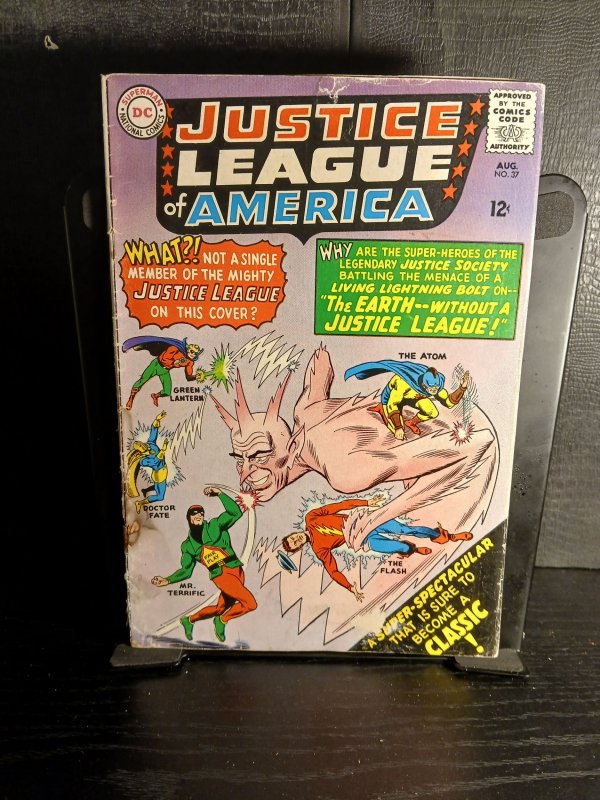 SUPERMAN
DC
NATIONAL COMICS
JUSTICE
LEAGUE
of AMERICA
APPROVED
BY THE
COMICS
CODE
CA
AUTHORITY
AUG.
NO. 37
12¢
WHAT?! NOT A SINGLE
MEMBER OF THE MIGHTY
JUSTICE LEAGUE
ON THIS COVER?
WHY ARE THE SUPER-HEROES OF THE
LEGENDARY JUSTICE SOCIETY
BATTLING THE MENACE OF A
LIVING LIGHTNING BOLT ON--
"The EARTH--WITHOUT A
JUSTICE LEAGUE!"
GREEN
LANTERN
THE ATOM
DOCTOR
FATE
MR.
TERRIFIC
FAIR PLAY
THE
FLASH
A SUPER-SPECTACULAR
THAT IS SURE TO
BECOME A
CLASSIC!